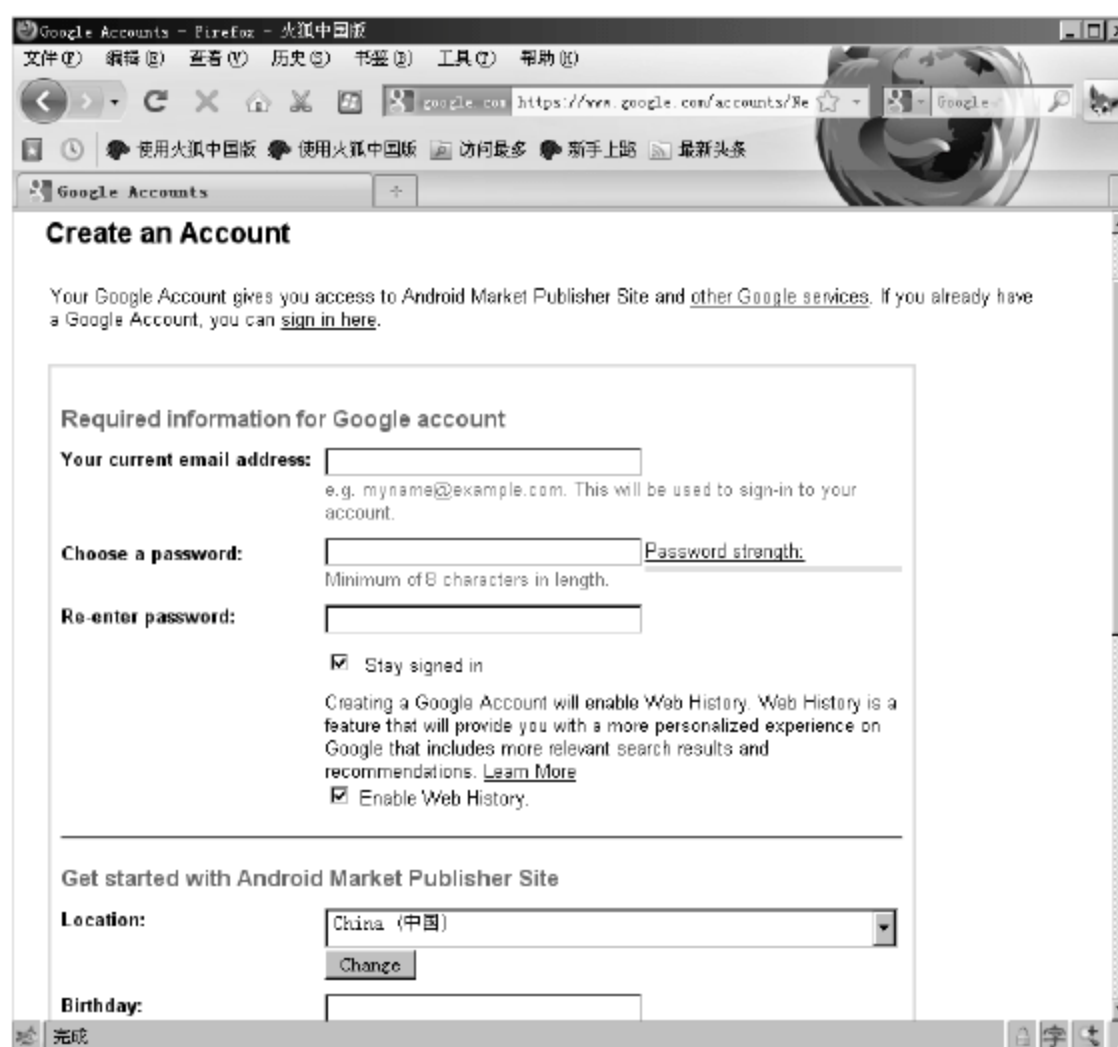 Google Accounts - Firefox - 火狐中国版
文件(F) 编辑(E) 查看(V) 历史(S) 书签(B) 工具(T) 帮助(H)
google.com https://www.google.com/accounts/Ne Google
使用火狐中国版 使用火狐中国版 访问最多 新手上路 最新头条
Google Accounts
Create an Account
Your Google Account gives you access to Android Market Publisher Site and other Google services. If you already have
a Google Account, you can sign in here.
Required information for Google account
Your current email address:
e.g. myname@example.com. This will be used to sign-in to your
account.
Choose a password:
Password strength:
Minimum of 8 characters in length.
Re-enter password:
Stay signed in
Creating a Google Account will enable Web History. Web History is a
feature that will provide you with a more personalized experience on
Google that includes more relevant search results and
recommendations. Learn More
Enable Web History.
Get started with Android Market Publisher Site
Location:
China (中国)
Change
Birthday:
完成
字